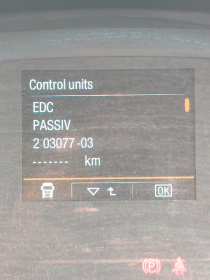 Control units
EDC
PASSIV
2 03077-03
------- km
OK